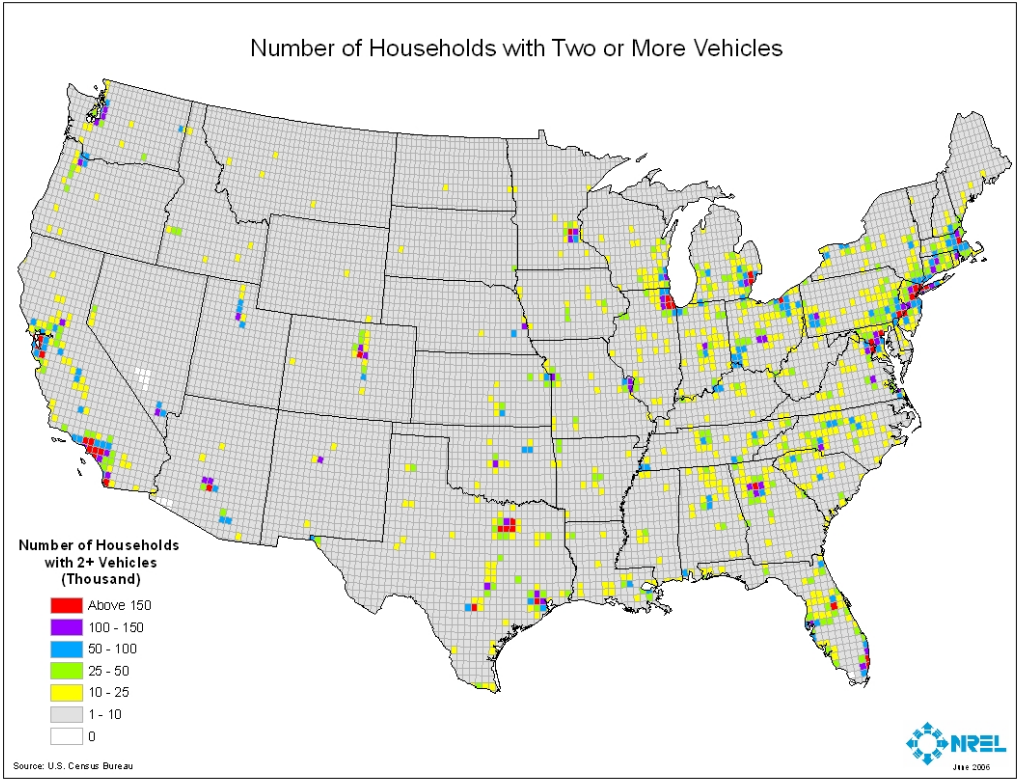 Number of Households with Two or More Vehicles
Number of Households
with 2+ Vehicles
(Thousand)
Above 150
100 - 150
50 - 100
25 - 50
10 - 25
1 - 10
0
Source: U.S. Census Bureau
NREL
June 2006